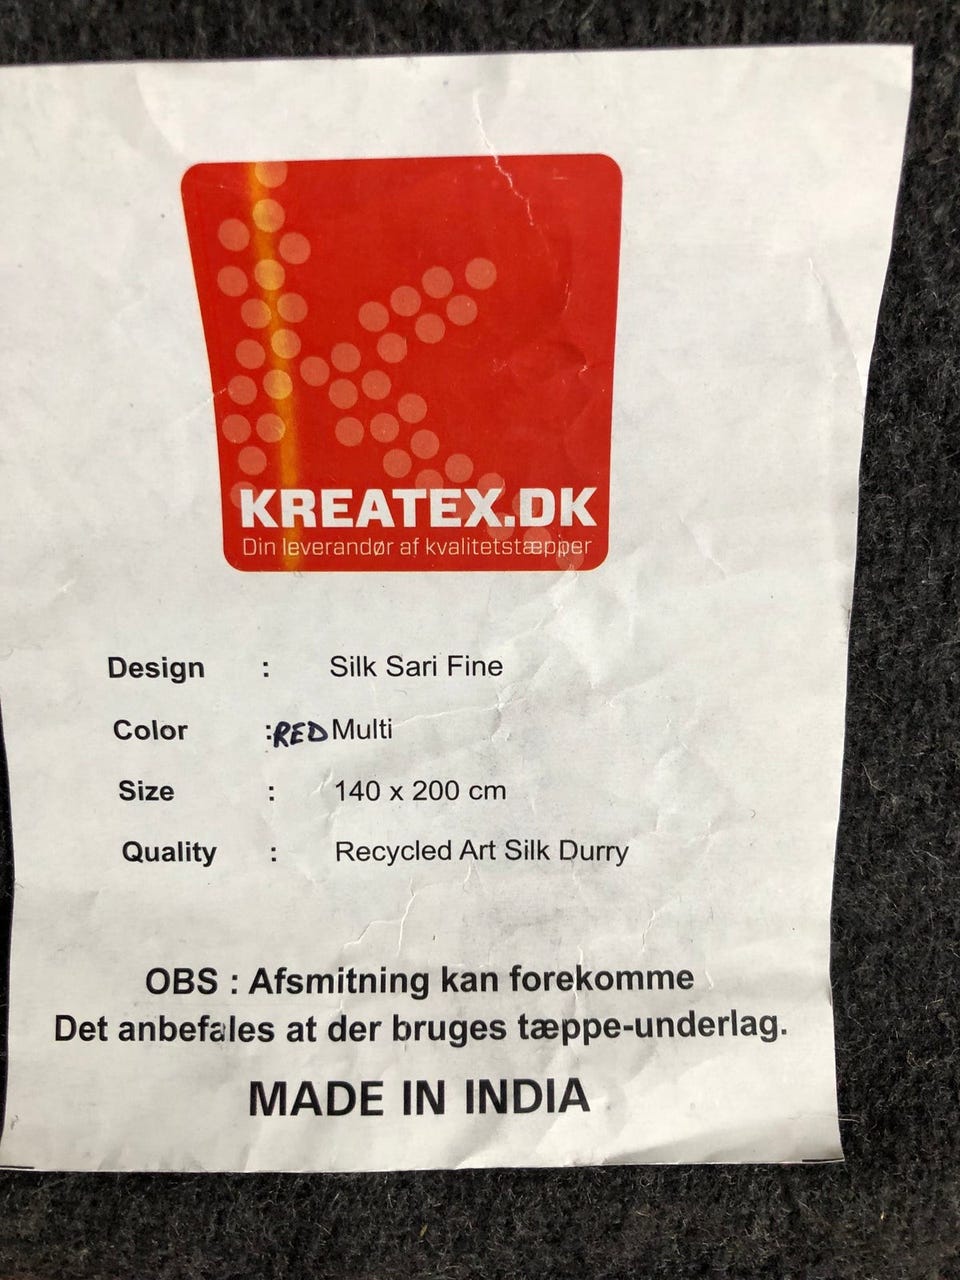 KREATEX.DK
Din leverandør af kvalitetstæpper
Design : Silk Sari Fine
Color :RED Multi
Size : 140 x 200 cm
Quality : Recycled Art Silk Durry
OBS : Afsmitning kan forekomme
Det anbefales at der bruges tæppe-underlag.
MADE IN INDIA